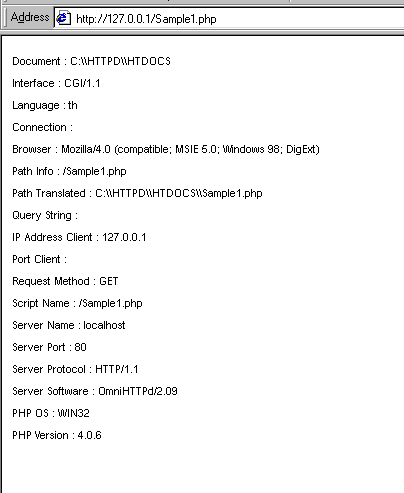 Address http://127.0.0.1/Sample1.php
Document : C:\\HTTPD\\HTDOCS
Interface : CGI/1.1
Language : th
Connection :
Browser : Mozilla/4.0 (compatible; MSIE 5.0; Windows 98; DigExt)
Path Info : /Sample1.php
Path Translated : C:\\HTTPD\\HTDOCS\\Sample1.php
Query String :
IP Address Client : 127.0.0.1
Port Client :
Request Method : GET
Script Name : /Sample1.php
Server Name : localhost
Server Port : 80
Server Protocol : HTTP/1.1
Server Software : OmniHTTPd/2.09
PHP OS : WIN32
PHP Version : 4.0.6